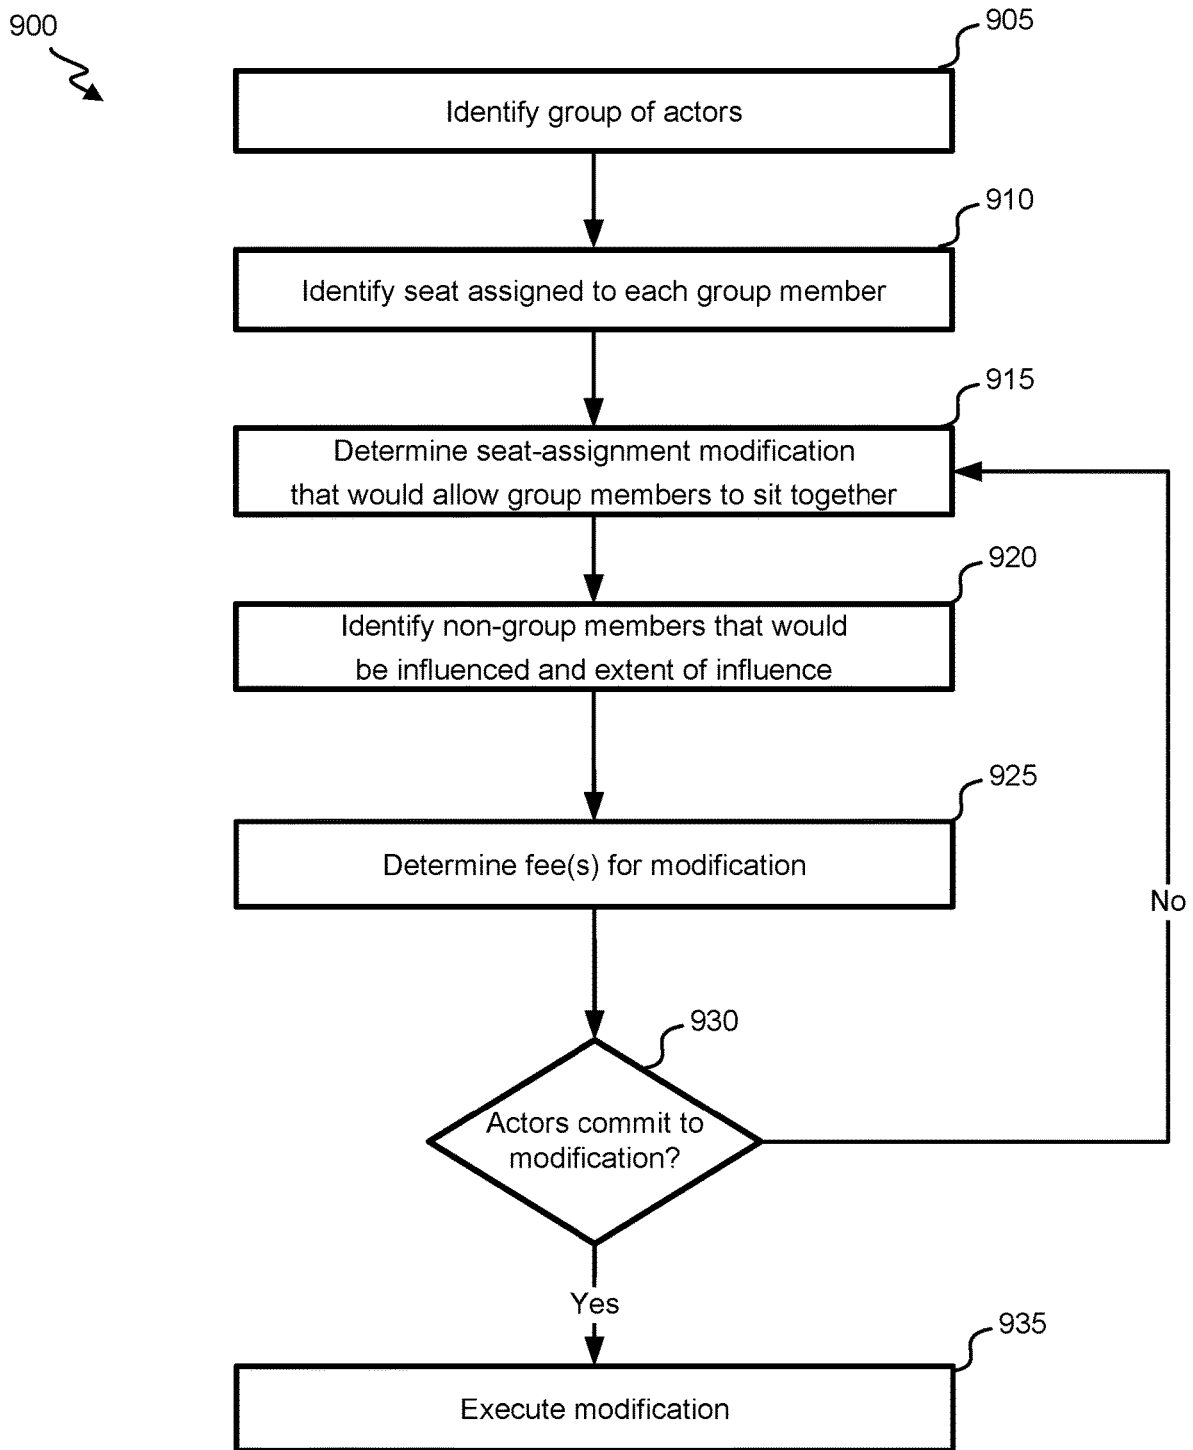 900
905
Identify group of actors
910
Identify seat assigned to each group member
915
Determine seat-assignment modification
that would allow group members to sit together
920
Identify non-group members that would
be influenced and extent of influence
925
Determine fee(s) for modification
No
930
Actors commit to
modification?
Yes
935
Execute modification